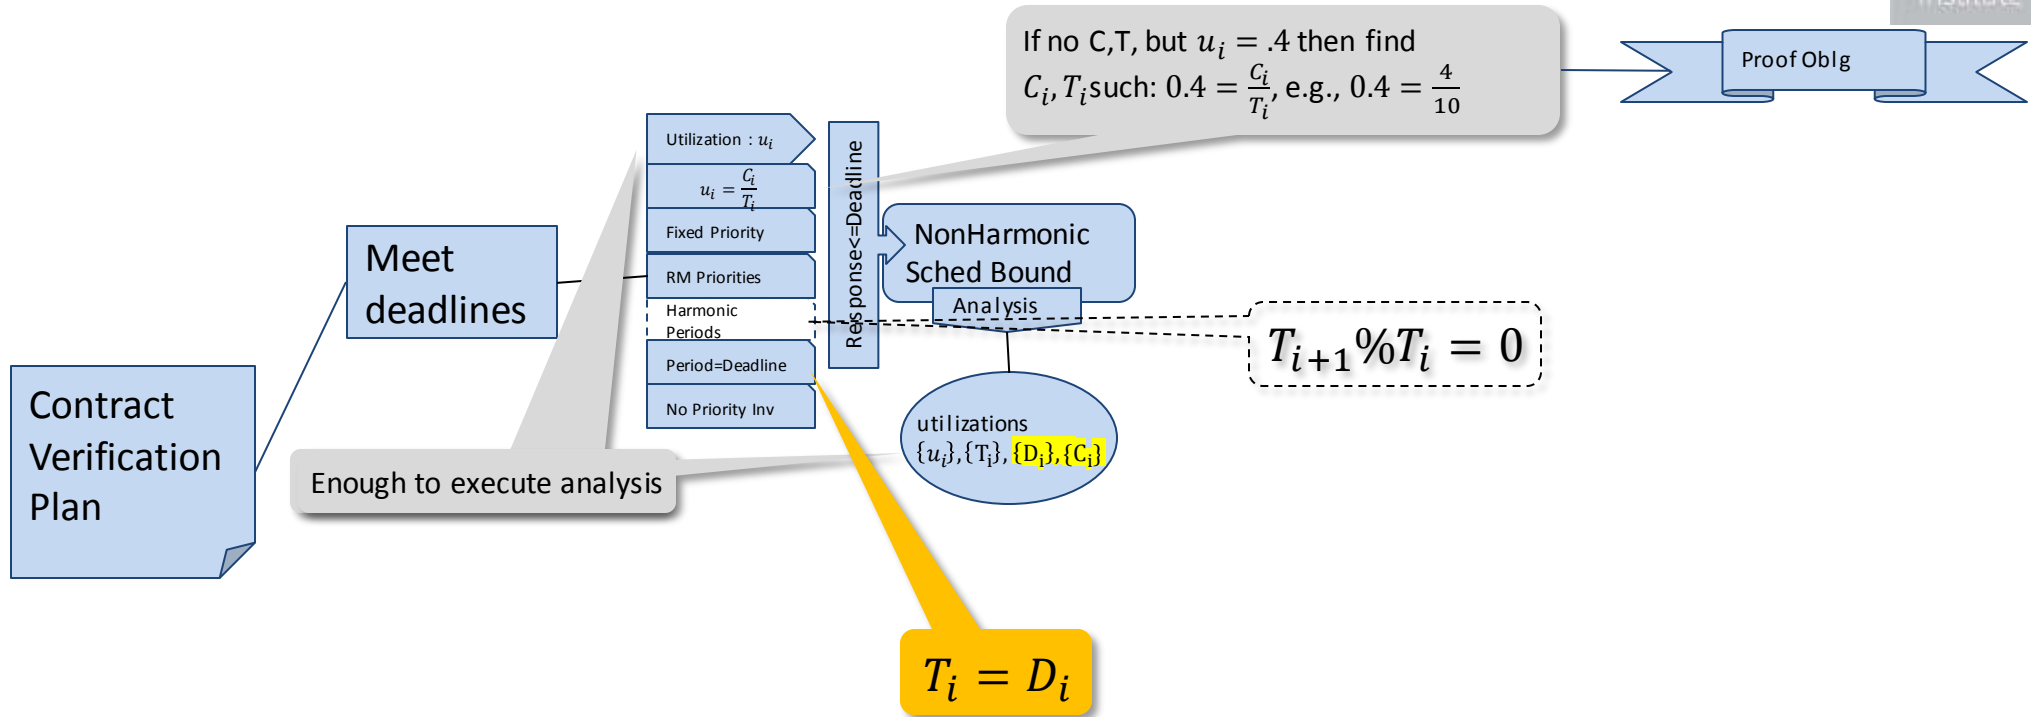 If no C,T, but u_i = .4 then find
C_i, T_i such: 0.4 = C_i/T_i, e.g., 0.4 = 4/10
Proof Oblg
Utilization : u_i
u_i = C_i/T_i
Fixed Priority
RM Priorities
Harmonic
Periods
Period=Deadline
No Priority Inv
Response<=Deadline
NonHarmonic
Sched Bound
Analysis
Meet
deadlines
T_{i+1}%T_i = 0
Contract
Verification
Plan
utilizations
{u_i},{T_i}, {D_i},{C_i}
Enough to execute analysis
T_i = D_i